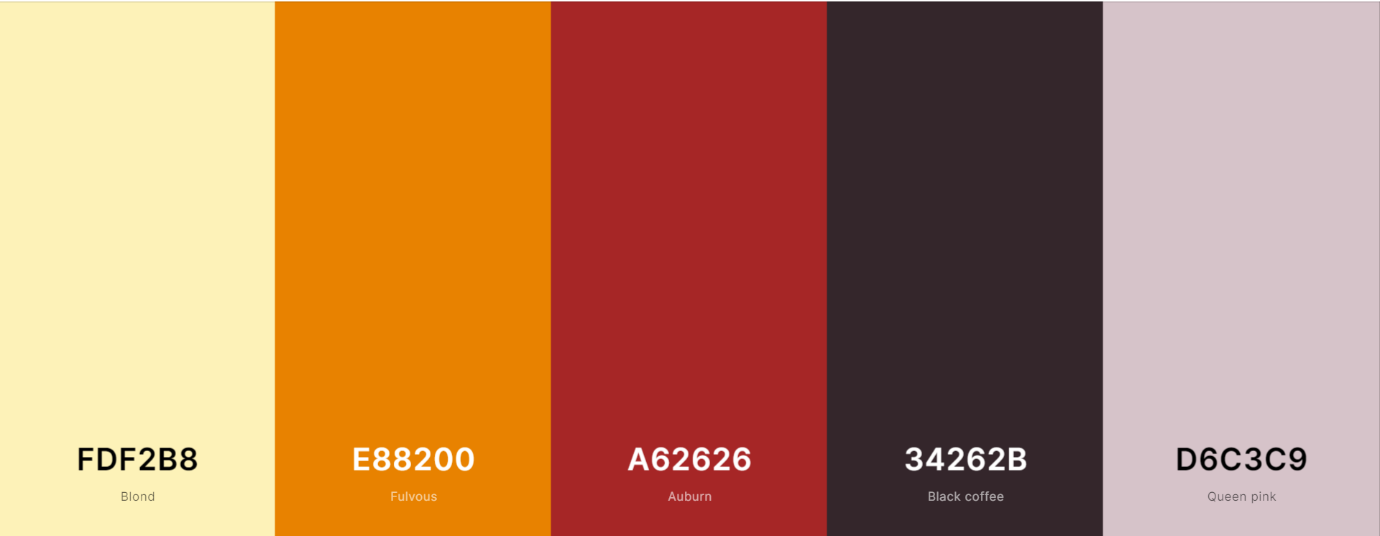 FDF2B8
Blond
E88200
Fulvous
A62626
Auburn
34262B
Black coffee
D6C3C9
Queen pink